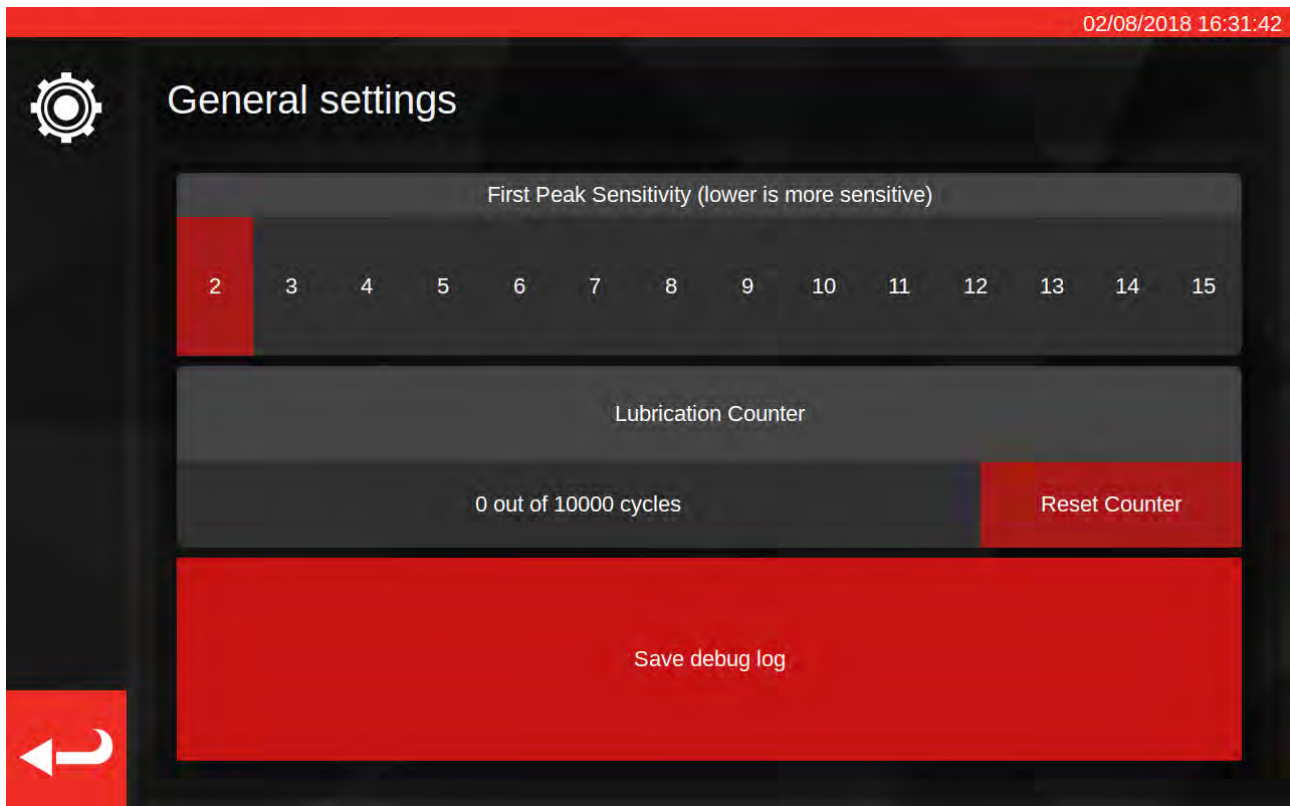 02/08/2018 16:31:42
General settings
First Peak Sensitivity (lower is more sensitive)
2 3 4 5 6 7 8 9 10 11 12 13 14 15
Lubrication Counter
0 out of 10000 cycles Reset Counter
Save debug log